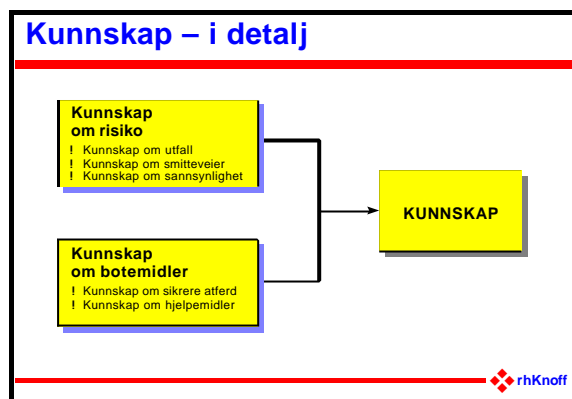 Kunnskap – i detalj
Kunnskap
om risiko
! Kunnskap om utfall
! Kunnskap om smitteveier
! Kunnskap om sannsynlighet
KUNNSKAP
Kunnskap
om botemidler
! Kunnskap om sikrere atferd
! Kunnskap om hjelpemidler
rhKnoff